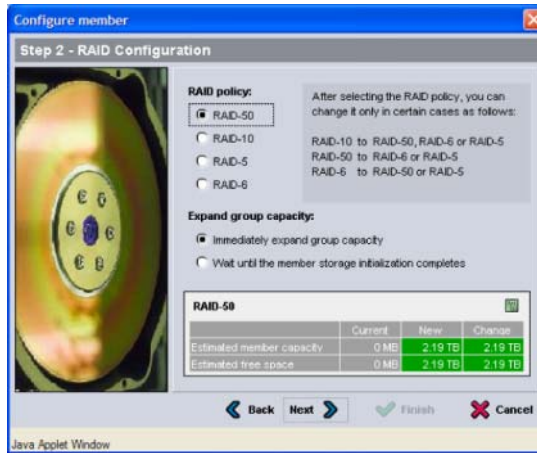 Configure member
Step 2 - RAID Configuration
RAID policy:
RAID-50
RAID-10
RAID-5
RAID-6
After selecting the RAID policy, you can
change it only in certain cases as follows:
RAID-10 to RAID-50, RAID-6 or RAID-5
RAID-50 to RAID-6 or RAID-5
RAID-6 to RAID-50 or RAID-5
Expand group capacity:
Immediately expand group capacity
Wait until the member storage initialization completes
RAID-50
Current New Change
Estimated member capacity 0 MB 2.19 TB 2.19 TB
Estimated free space 0 MB 2.19 TB 2.19 TB
Back Next Finish Cancel
Java Applet Window